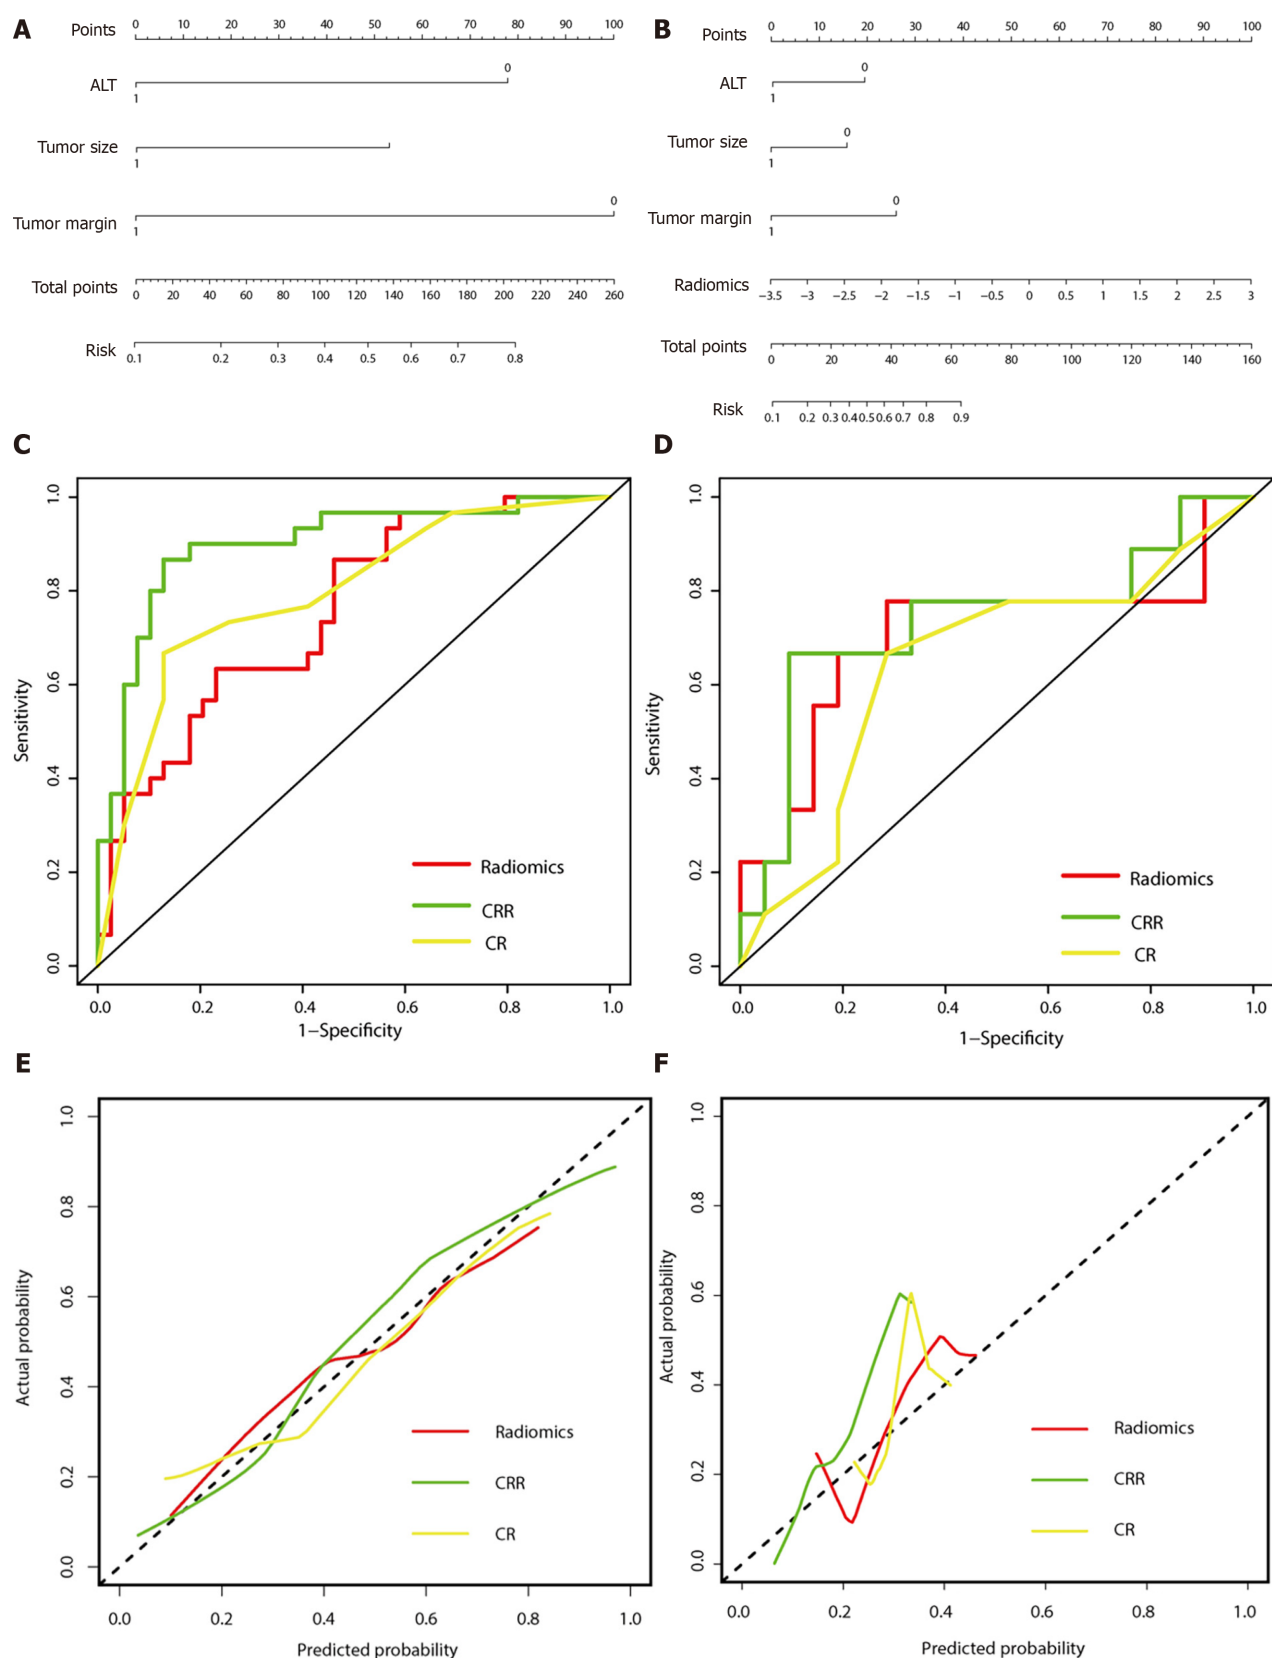 A
Points
0 10 20 30 40 50 60 70 80 90 100
ALT
0
1
Tumor size
1
Tumor margin
0
1
Total points
0 20 40 60 80 100 120 140 160 180 200 220 240 260
Risk
0.1 0.2 0.3 0.4 0.5 0.6 0.7 0.8
B
Points
0 10 20 30 40 50 60 70 80 90 100
ALT
0
1
Tumor size
0
1
Tumor margin
0
1
Radiomics
−3.5 −3 −2.5 −2 −1.5 −1 −0.5 0 0.5 1 1.5 2 2.5 3
Total points
0 20 40 60 80 100 120 140 160
Risk
0.1 0.2 0.3 0.4 0.5 0.6 0.7 0.8 0.9
C
Sensitivity
1.0
0.8
0.6
0.4
0.2
0.0
Radiomics
CRR
CR
0.0 0.2 0.4 0.6 0.8 1.0
1−Specificity
D
Sensitivity
1.0
0.8
0.6
0.4
0.2
0.0
Radiomics
CRR
CR
0.0 0.2 0.4 0.6 0.8 1.0
1−Specificity
E
Actual probability
1.0
0.8
0.6
0.4
0.2
0.0
Radiomics
CRR
CR
0.0 0.2 0.4 0.6 0.8 1.0
Predicted probability
F
Actual probability
1.0
0.8
0.6
0.4
0.2
0.0
Radiomics
CRR
CR
0.0 0.2 0.4 0.6 0.8 1.0
Predicted probability